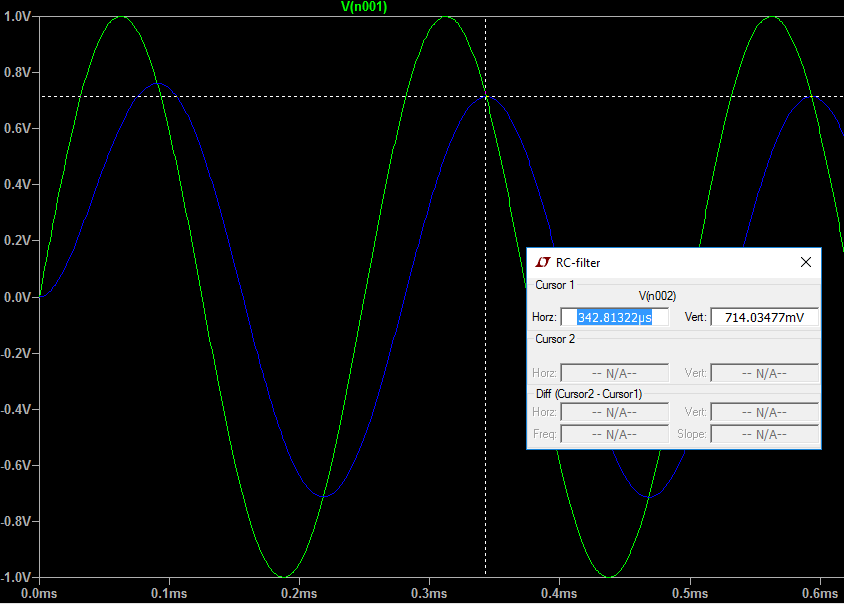 V(n001)
1.0V
0.8V
0.6V
0.4V
0.2V
0.0V
-0.2V
-0.4V
-0.6V
-0.8V
-1.0V
0.0ms 0.1ms 0.2ms 0.3ms 0.4ms 0.5ms 0.6ms
RC-filter
Cursor 1
V(n002)
Horz: 342.81322µs Vert: 714.03477mV
Cursor 2
Horz: -- N/A-- Vert: -- N/A--
Diff (Cursor2 - Cursor1)
Horz: -- N/A-- Vert: -- N/A--
Freq: -- N/A-- Slope: -- N/A--